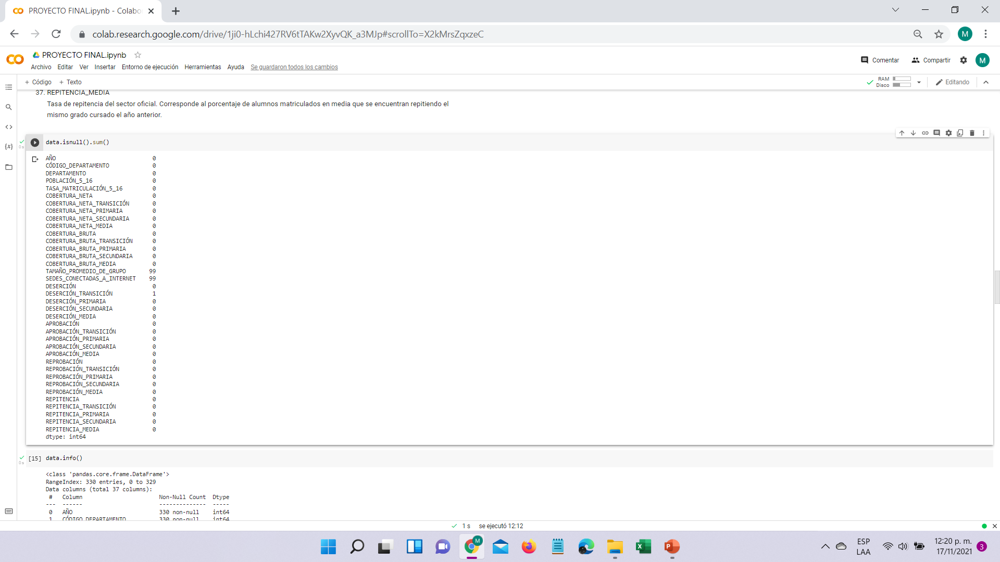 PROYECTO FINAL.ipynb - Colabo
colab.research.google.com/drive/1ji0-hLchi427RV6tTAKw2XyvQK_a3MJp#scrollTo=X2kMrsZqxzeC
M
PROYECTO FINAL.ipynb
Archivo Editar Ver Insertar Entorno de ejecución Herramientas Ayuda Se guardaron todos los cambios
Comentar Compartir M
+ Código + Texto
RAM
Disco
Editando
37. REPITENCIA_MEDIA
Tasa de repitencia del sector oficial. Corresponde al porcentaje de alumnos matriculados en media que se encuentran repitiendo el
mismo grado cursado el año anterior.
0 s
data.isnull().sum()
AÑO 0
CÓDIGO_DEPARTAMENTO 0
DEPARTAMENTO 0
POBLACIÓN_5_16 0
TASA_MATRICULACIÓN_5_16 0
COBERTURA_NETA 0
COBERTURA_NETA_TRANSICIÓN 0
COBERTURA_NETA_PRIMARIA 0
COBERTURA_NETA_SECUNDARIA 0
COBERTURA_NETA_MEDIA 0
COBERTURA_BRUTA 0
COBERTURA_BRUTA_TRANSICIÓN 0
COBERTURA_BRUTA_PRIMARIA 0
COBERTURA_BRUTA_SECUNDARIA 0
COBERTURA_BRUTA_MEDIA 0
TAMAÑO_PROMEDIO_DE_GRUPO 99
SEDES_CONECTADAS_A_INTERNET 99
DESERCIÓN 0
DESERCIÓN_TRANSICIÓN 1
DESERCIÓN_PRIMARIA 0
DESERCIÓN_SECUNDARIA 0
DESERCIÓN_MEDIA 0
APROBACIÓN 0
APROBACIÓN_TRANSICIÓN 0
APROBACIÓN_PRIMARIA 0
APROBACIÓN_SECUNDARIA 0
APROBACIÓN_MEDIA 0
REPROBACIÓN 0
REPROBACIÓN_TRANSICIÓN 0
REPROBACIÓN_PRIMARIA 0
REPROBACIÓN_SECUNDARIA 0
REPROBACIÓN_MEDIA 0
REPITENCIA 0
REPITENCIA_TRANSICIÓN 0
REPITENCIA_PRIMARIA 0
REPITENCIA_SECUNDARIA 0
REPITENCIA_MEDIA 0
dtype: int64
0 s
[15] data.info()
<class 'pandas.core.frame.DataFrame'>
RangeIndex: 330 entries, 0 to 329
Data columns (total 37 columns):
# Column Non-Null Count Dtype
--- ------ -------------- -----
0 AÑO 330 non-null int64
1 CÓDIGO_DEPARTAMENTO 330 non-null int64
1 s se ejecutó 12:12
ESP
LAA
12:20 p. m.
17/11/2021
3